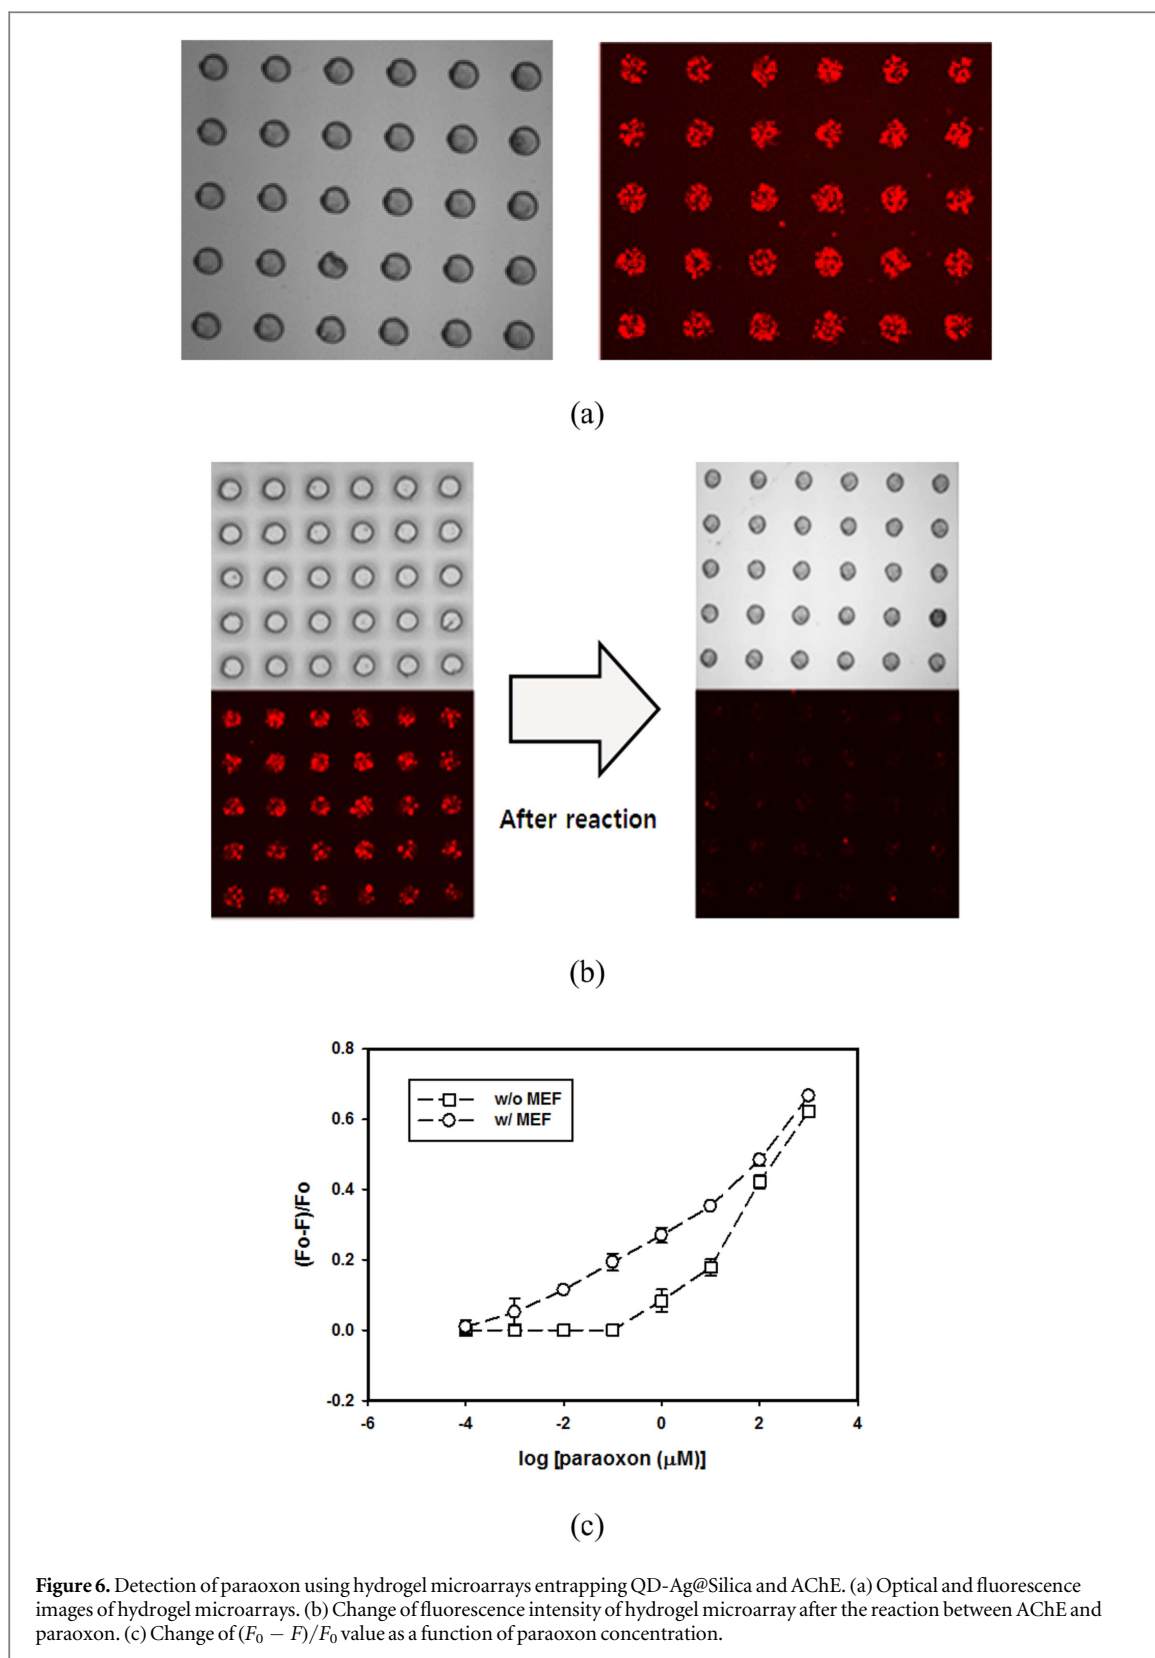 (a)
After reaction
(b)
0.8
0.6
0.4
0.2
0.0
-0.2
w/o MEF
w/ MEF
(Fo-F)/Fo
-6 -4 -2 0 2 4
log [paraoxon (μM)]
(c)
Figure 6. Detection of paraoxon using hydrogel microarrays entrapping QD-Ag@Silica and AChE. (a) Optical and fluorescence
images of hydrogel microarrays. (b) Change of fluorescence intensity of hydrogel microarray after the reaction between AChE and
paraoxon. (c) Change of (F₀ − F)/F₀ value as a function of paraoxon concentration.